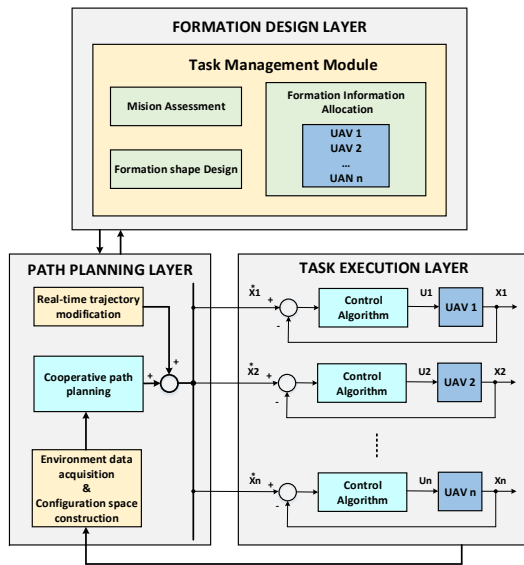 FORMATION DESIGN LAYER
Task Management Module
Mision Assessment
Formation shape Design
Formation Information
Allocation
UAV 1
UAV 2
...
UAN n
PATH PLANNING LAYER
Real-time trajectory
modification
+
Cooperative path
planning
+
Environment data
acquisition
&
Configuration space
construction
TASK EXECUTION LAYER
*
X1
+
-
Control
Algorithm
U1
UAV 1
X1
*
X2
+
-
Control
Algorithm
U2
UAV 2
X2
*
Xn
+
-
Control
Algorithm
Un
UAV n
Xn